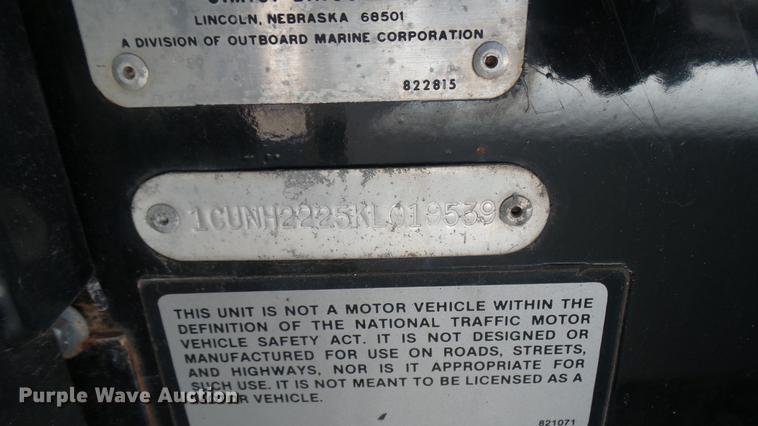 LINCOLN, NEBRASKA 68501
A DIVISION OF OUTBOARD MARINE CORPORATION
822815
1CUNH2225KL019539
THIS UNIT IS NOT A MOTOR VEHICLE WITHIN THE
DEFINITION OF THE NATIONAL TRAFFIC MOTOR
VEHICLE SAFETY ACT. IT IS NOT DESIGNED OR
MANUFACTURED FOR USE ON ROADS, STREETS,
AND HIGHWAYS, NOR IS IT APPROPRIATE FOR
SUCH USE. IT IS NOT MEANT TO BE LICENSED AS A
VEHICLE.
821071
Purple Wave Auction